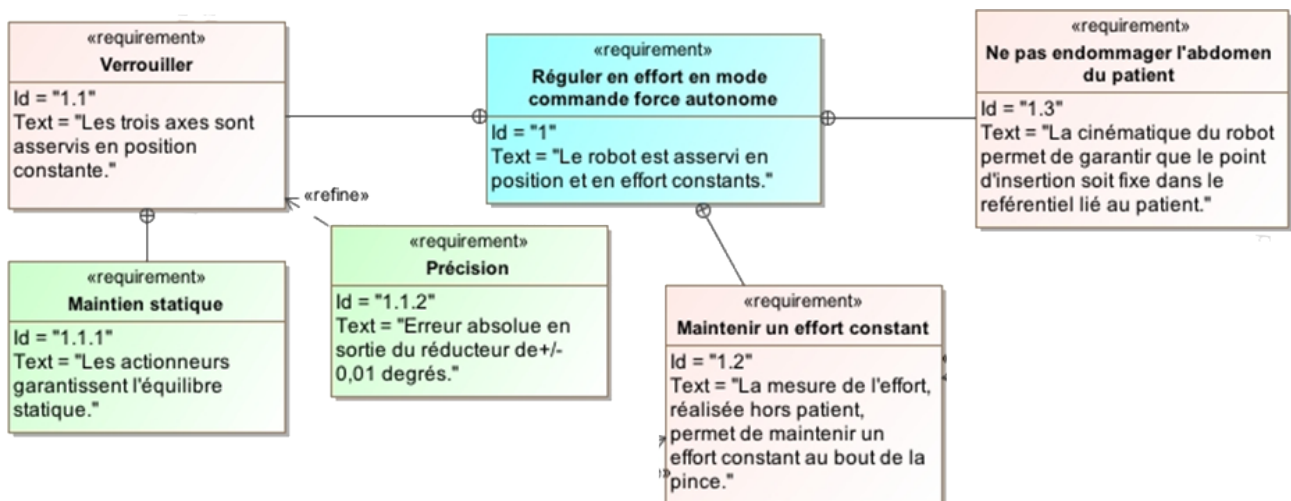 «requirement»
Verrouiller
Id = "1.1"
Text = "Les trois axes sont
asservis en position
constante."
«requirement»
Réguler en effort en mode
commande force autonome
Id = "1"
Text = "Le robot est asservi en
position et en effort constants."
«requirement»
Ne pas endommager l'abdomen
du patient
Id = "1.3"
Text = "La cinématique du robot
permet de garantir que le point
d'insertion soit fixe dans le
reférentiel lié au patient."
«refine»
«requirement»
Maintien statique
Id = "1.1.1"
Text = "Les actionneurs
garantissent l'équilibre
statique."
«requirement»
Précision
Id = "1.1.2"
Text = "Erreur absolue en
sortie du réducteur de+/-
0,01 degrés."
«requirement»
Maintenir un effort constant
Id = "1.2"
Text = "La mesure de l'effort,
réalisée hors patient,
permet de maintenir un
effort constant au bout de la
pince."